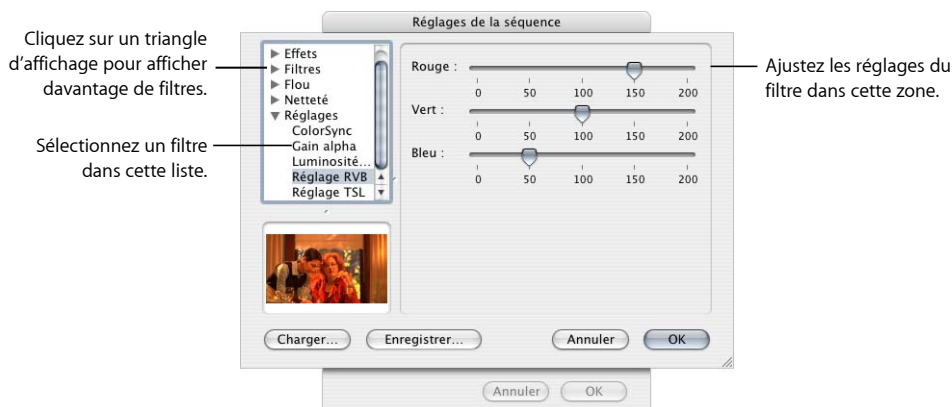 Réglages de la séquence
Cliquez sur un triangle
d'affichage pour afficher
davantage de filtres.
Sélectionnez un filtre
dans cette liste.
Effets
Filtres
Flou
Netteté
Réglages
ColorSync
Gain alpha
Luminosité...
Réglage RVB
Réglage TSL
Rouge :
0 50 100 150 200
Vert :
0 50 100 150 200
Bleu :
0 50 100 150 200
Ajustez les réglages du
filtre dans cette zone.
Charger... Enregistrer... Annuler OK
Annuler OK